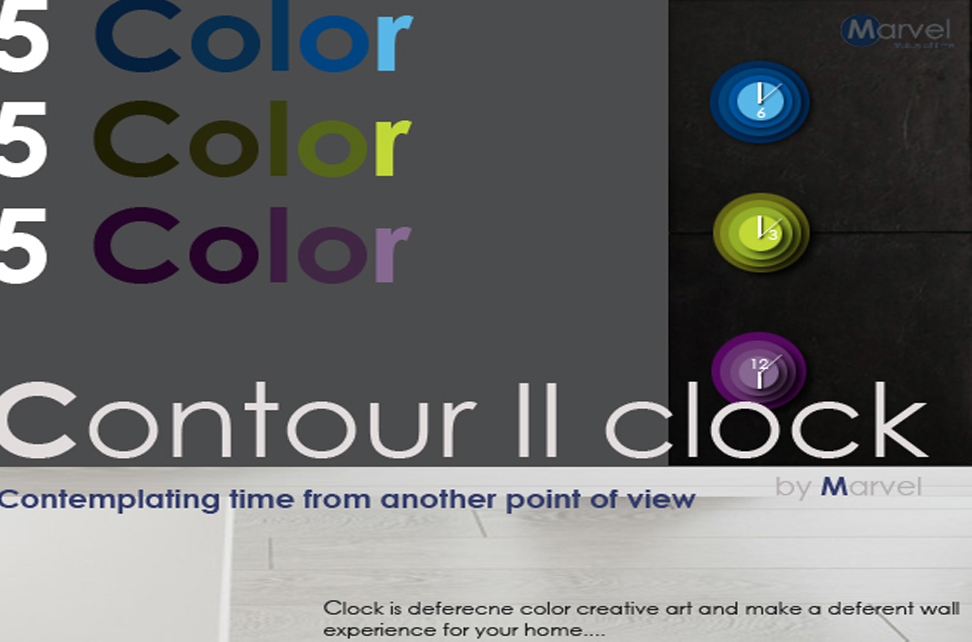 5 Color
Marvel
6
5 Color
3
5 Color
12
Contour II clock
by Marvel
Contemplating time from another point of view
Clock is deferecne color creative art and make a deferent wall
experience for your home....